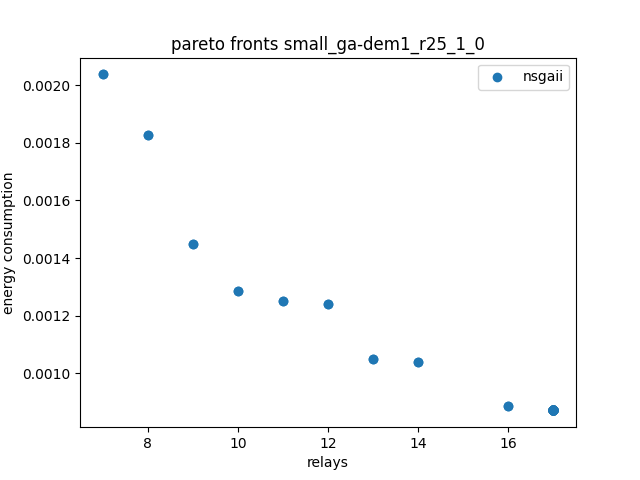 pareto fronts small_ga-dem1_r25_1_0
nsgaii
0.0020
0.0018
0.0016
0.0014
0.0012
0.0010
energy consumption
8 10 12 14 16
relays